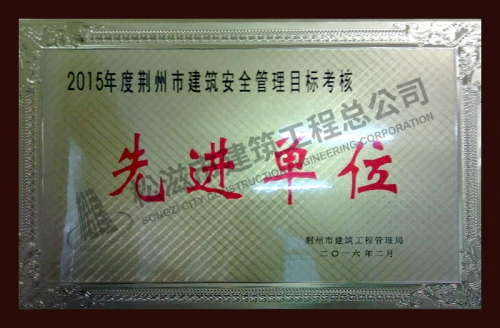 2015年度荆州市建筑安全管理目标考核
先进单位
荆州市建筑工程管理局
二〇一六年二月
松滋市建筑工程总公司
SONGZI CITY CONSTRUCTION ENGINEERING CORPORATION